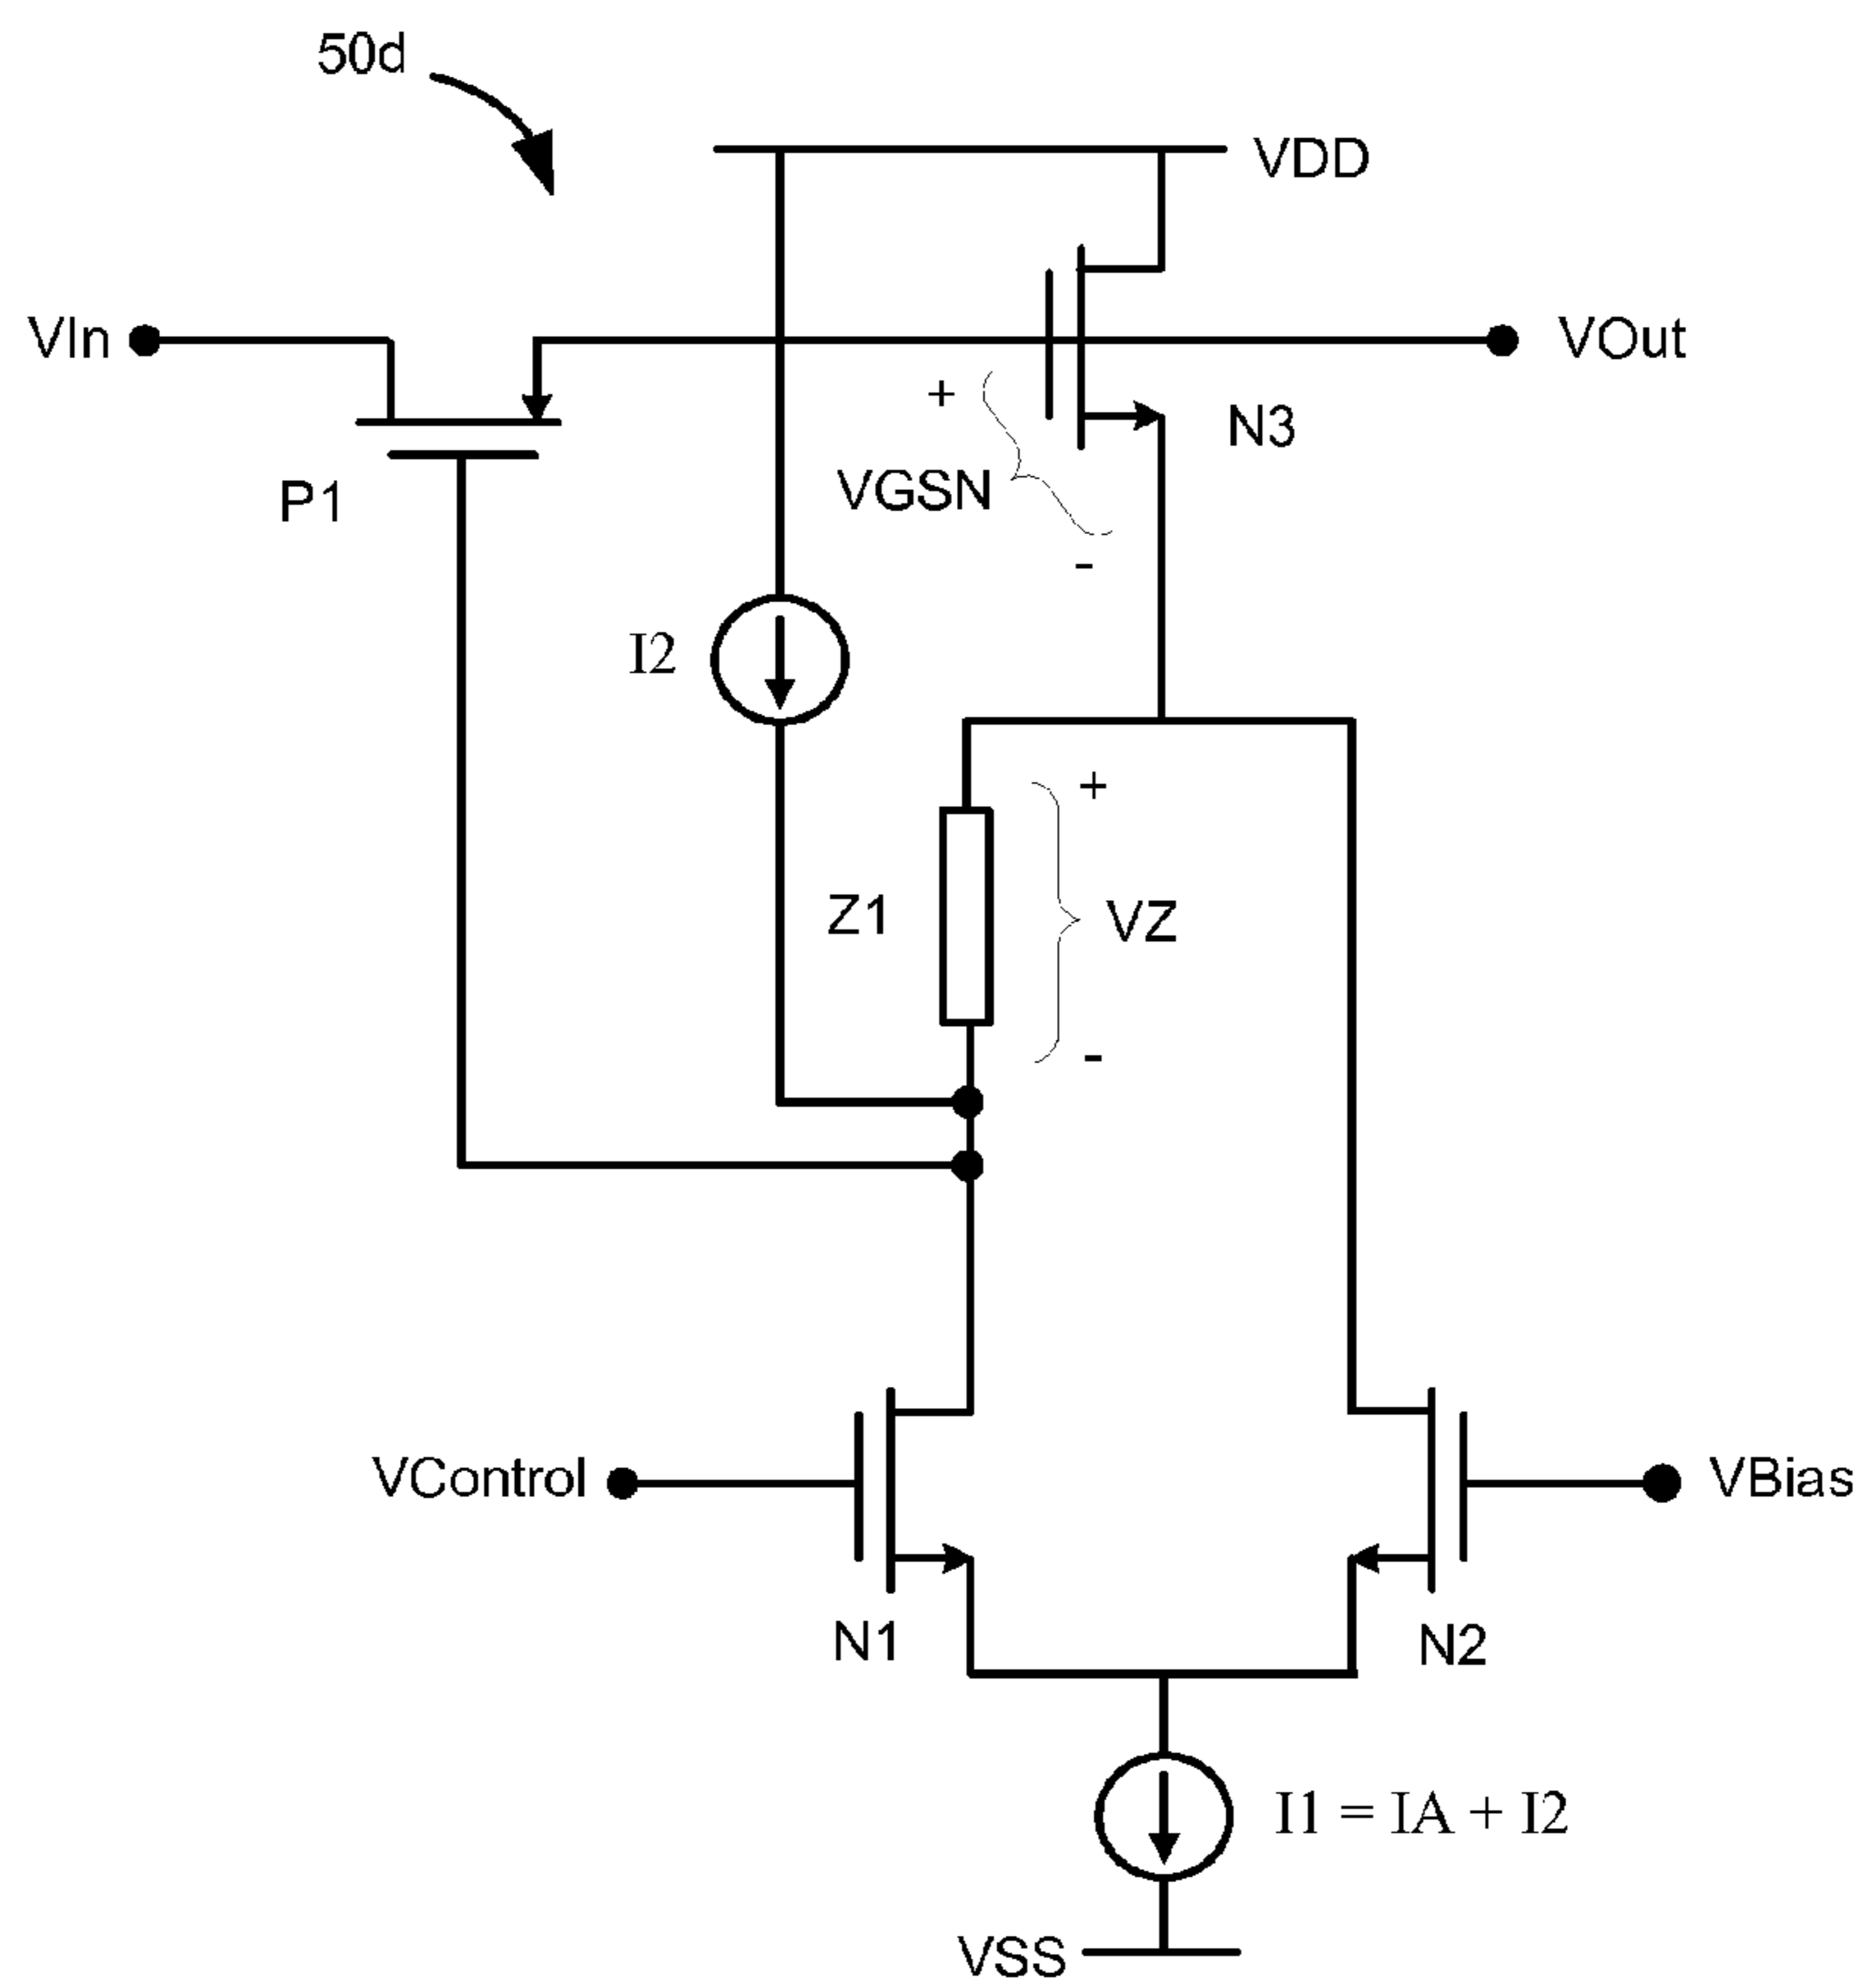 50d
VDD
VIn
VOut
+
N3
VGSN
P1
-
I2
+
Z1
VZ
-
VControl
VBias
N1
N2
I1 = IA + I2
VSS